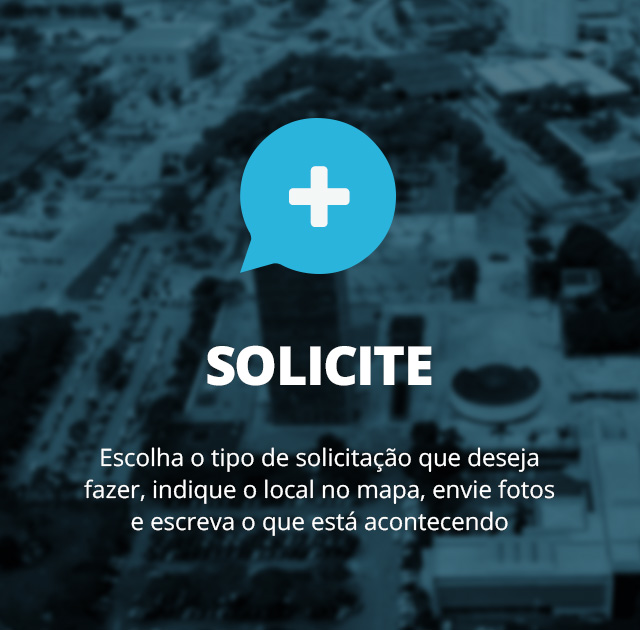 SOLICITE
Escolha o tipo de solicitação que deseja
fazer, indique o local no mapa, envie fotos
e escreva o que está acontecendo